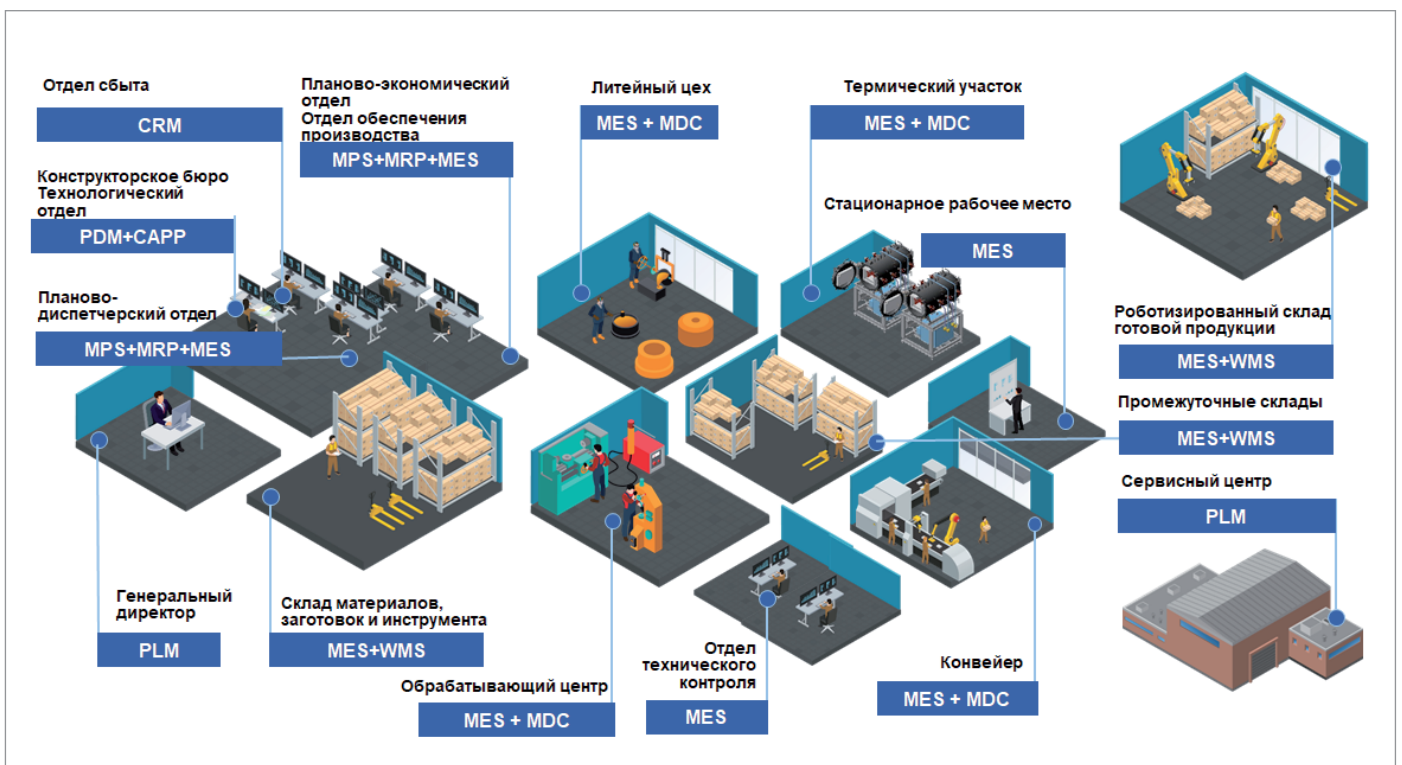 Отдел сбыта
CRM
Планово-экономический
отдел
Отдел обеспечения
производства
MPS+MRP+MES
Литейный цех
MES + MDC
Термический участок
MES + MDC
Конструкторское бюро
Технологический
отдел
PDM+CAPP
Стационарное рабочее место
MES
Планово-
диспетчерский отдел
MPS+MRP+MES
Роботизированный склад
готовой продукции
MES+WMS
Промежуточные склады
MES+WMS
Сервисный центр
PLM
Генеральный
директор
PLM
Склад материалов,
заготовок и инструмента
MES+WMS
Обрабатывающий центр
MES + MDC
Отдел
технического
контроля
MES
Конвейер
MES + MDC